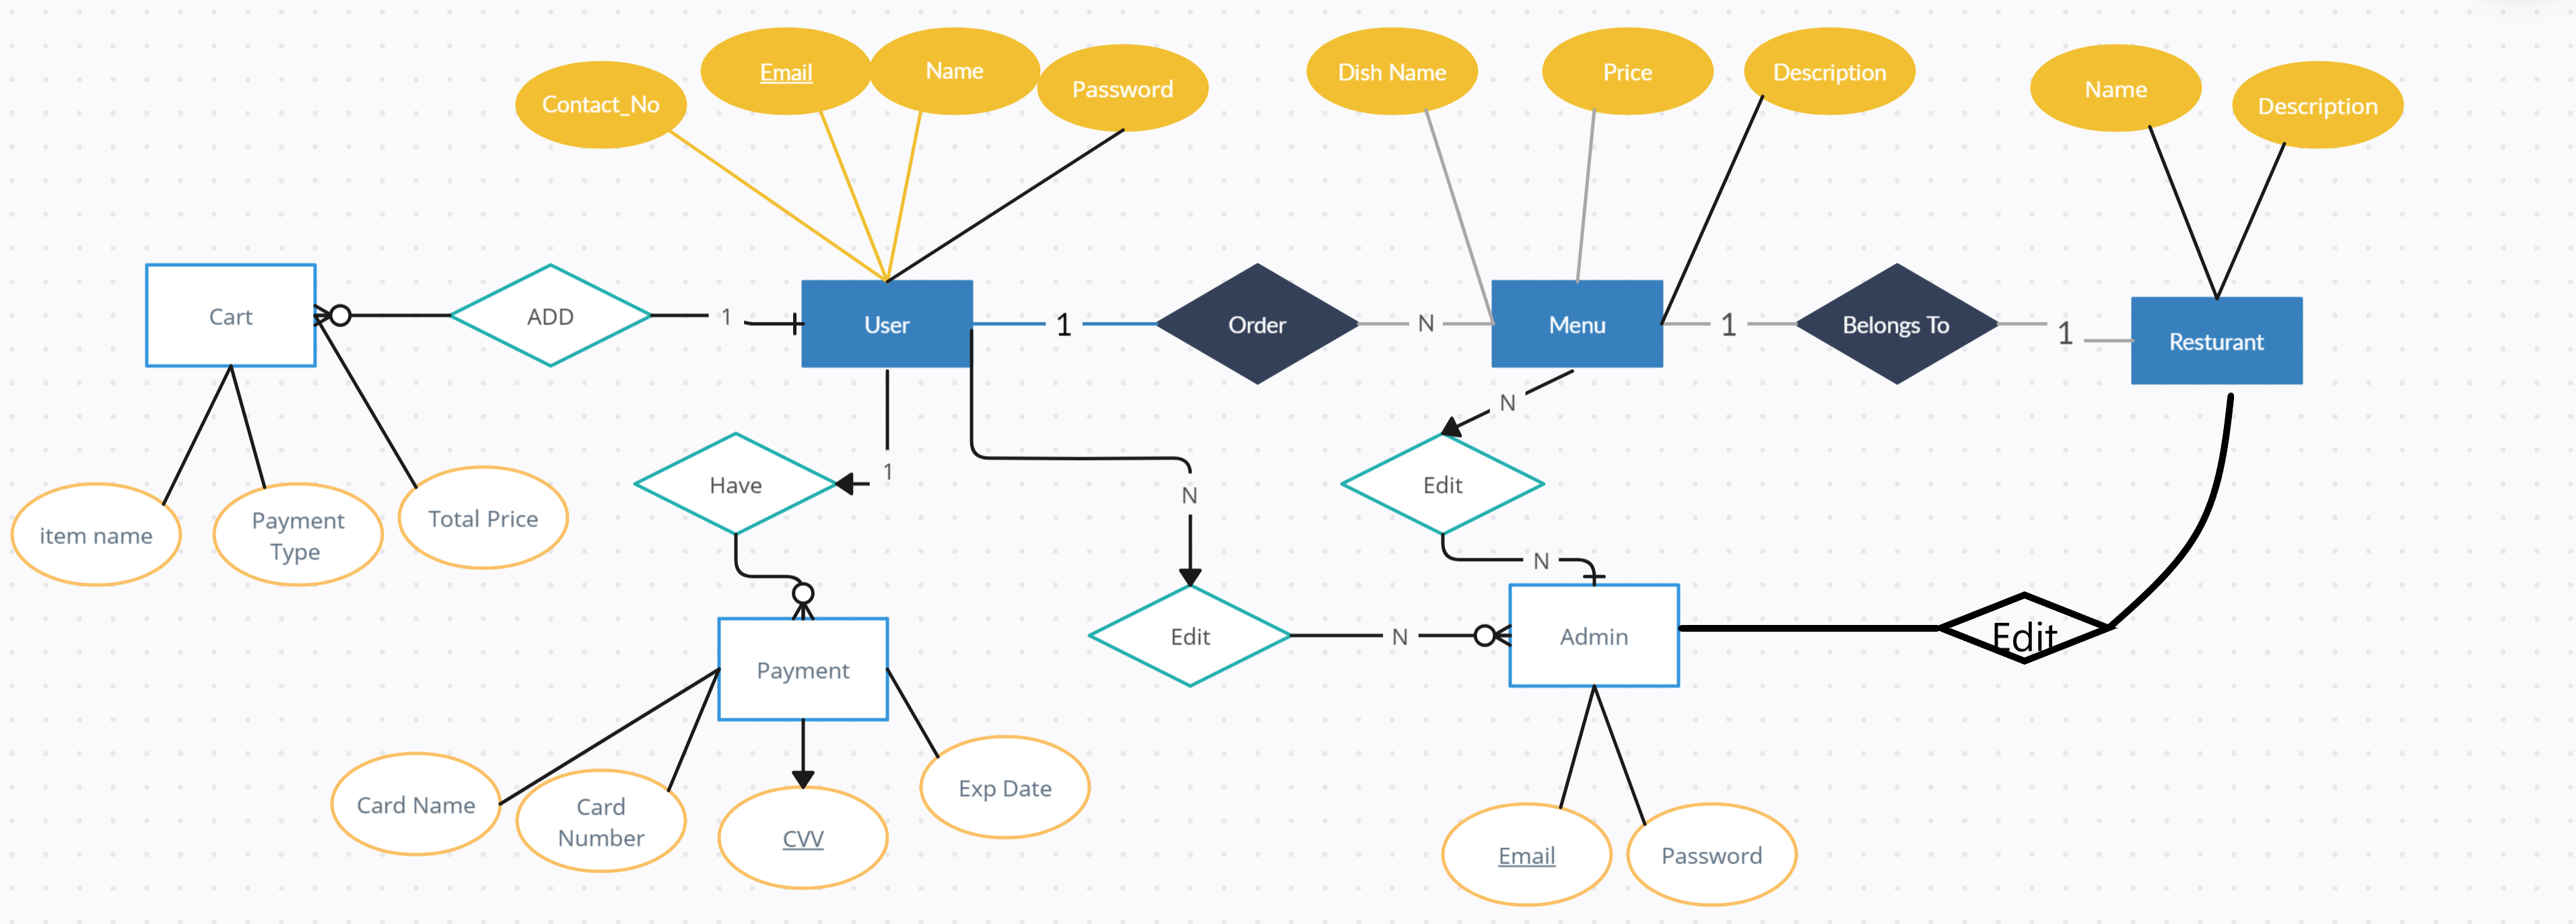 Email
Name
Password
Contact_No
Dish Name
Price
Description
Name
Description
Cart
ADD
1
User
1
Order
N
Menu
1
Belongs To
1
Resturant
N
Have
1
N
Edit
item name
Payment
Type
Total Price
N
Payment
Edit
N
Admin
Edit
Card Name
Card
Number
CVV
Exp Date
Email
Password